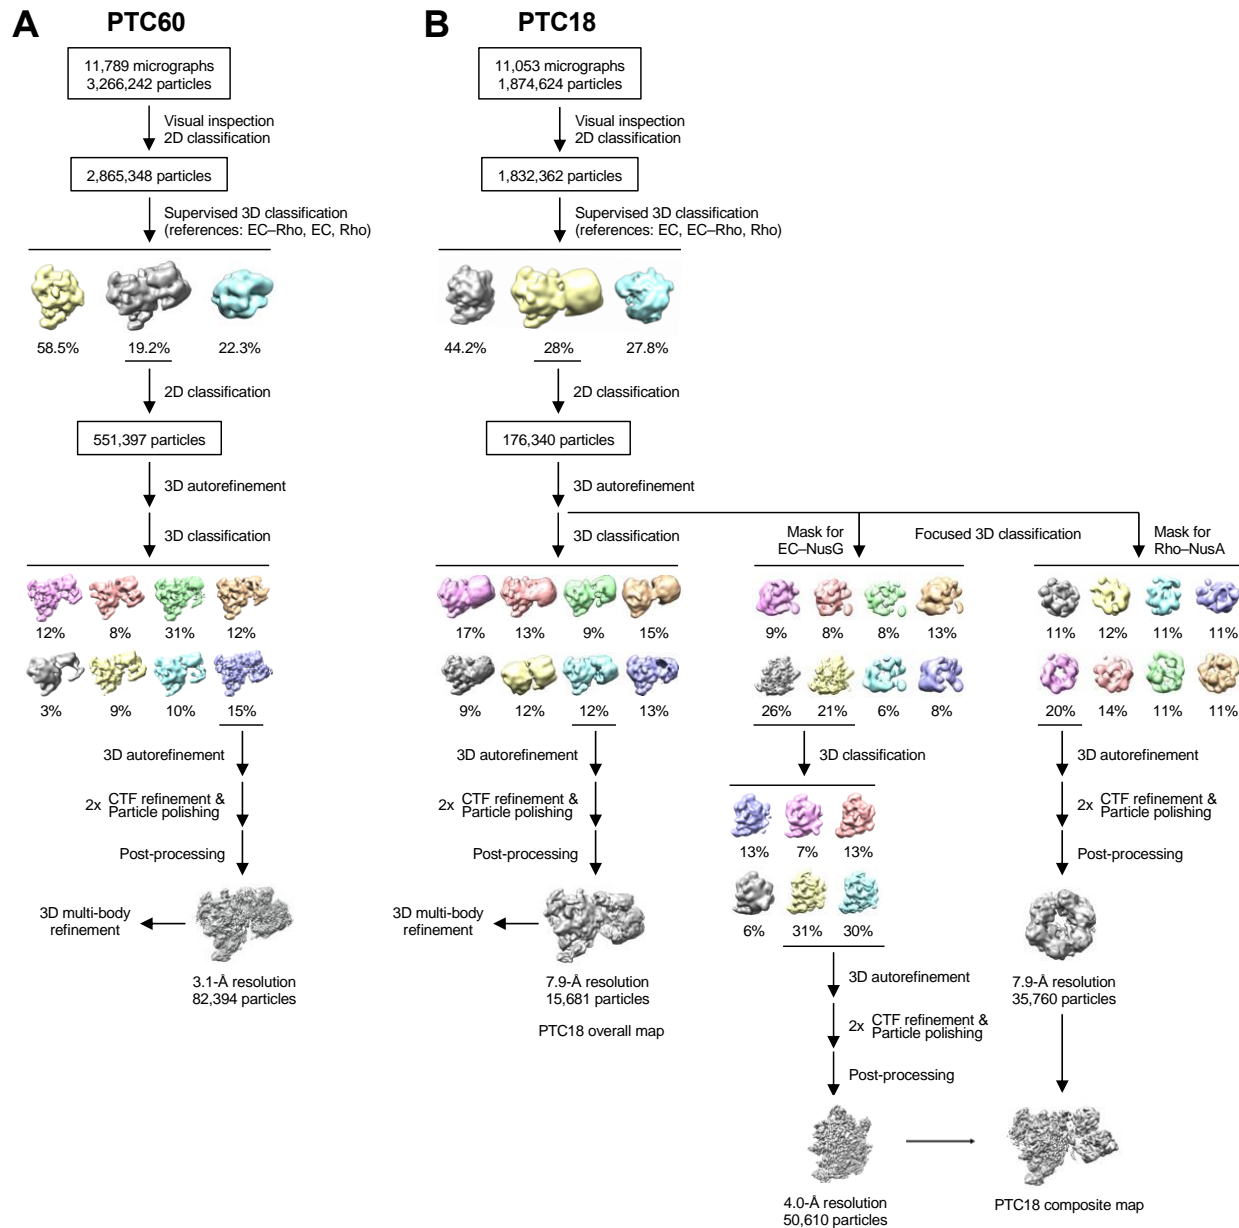 A
PTC60
11,789 micrographs
3,266,242 particles
Visual inspection
2D classification
2,865,348 particles
Supervised 3D classification
(references: EC–Rho, EC, Rho)
58.5%
19.2%
22.3%
2D classification
551,397 particles
3D autorefinement
3D classification
12%
8%
31%
12%
3%
9%
10%
15%
3D autorefinement
2x CTF refinement &
Particle polishing
Post-processing
3D multi-body
refinement
3.1-Å resolution
82,394 particles
B
PTC18
11,053 micrographs
1,874,624 particles
Visual inspection
2D classification
1,832,362 particles
Supervised 3D classification
(references: EC, EC–Rho, Rho)
44.2%
28%
27.8%
2D classification
176,340 particles
3D autorefinement
3D classification
17%
13%
9%
15%
9%
12%
12%
13%
3D autorefinement
2x CTF refinement &
Particle polishing
Post-processing
3D multi-body
refinement
7.9-Å resolution
15,681 particles
PTC18 overall map
Mask for
EC–NusG
Focused 3D classification
Mask for
Rho–NusA
9%
8%
8%
13%
26%
21%
6%
8%
3D classification
13%
7%
13%
6%
31%
30%
3D autorefinement
2x CTF refinement &
Particle polishing
Post-processing
4.0-Å resolution
50,610 particles
11%
12%
11%
11%
20%
14%
11%
11%
3D autorefinement
2x CTF refinement &
Particle polishing
Post-processing
7.9-Å resolution
35,760 particles
PTC18 composite map